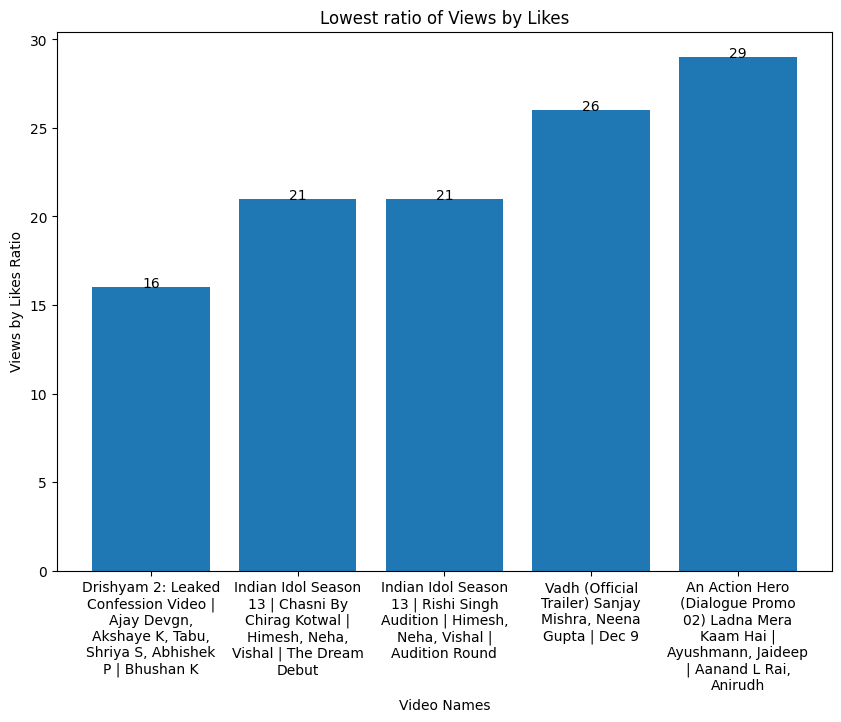 Lowest ratio of Views by Likes
30
25
20
15
10
5
0
Views by Likes Ratio
16
21
21
26
29
Drishyam 2: Leaked
Confession Video |
Ajay Devgn,
Akshaye K, Tabu,
Shriya S, Abhishek
P | Bhushan K
Indian Idol Season
13 | Chasni By
Chirag Kotwal |
Himesh, Neha,
Vishal | The Dream
Debut
Indian Idol Season
13 | Rishi Singh
Audition | Himesh,
Neha, Vishal |
Audition Round
Vadh (Official
Trailer) Sanjay
Mishra, Neena
Gupta | Dec 9
An Action Hero
(Dialogue Promo
02) Ladna Mera
Kaam Hai |
Ayushmann, Jaideep
| Aanand L Rai,
Anirudh
Video Names